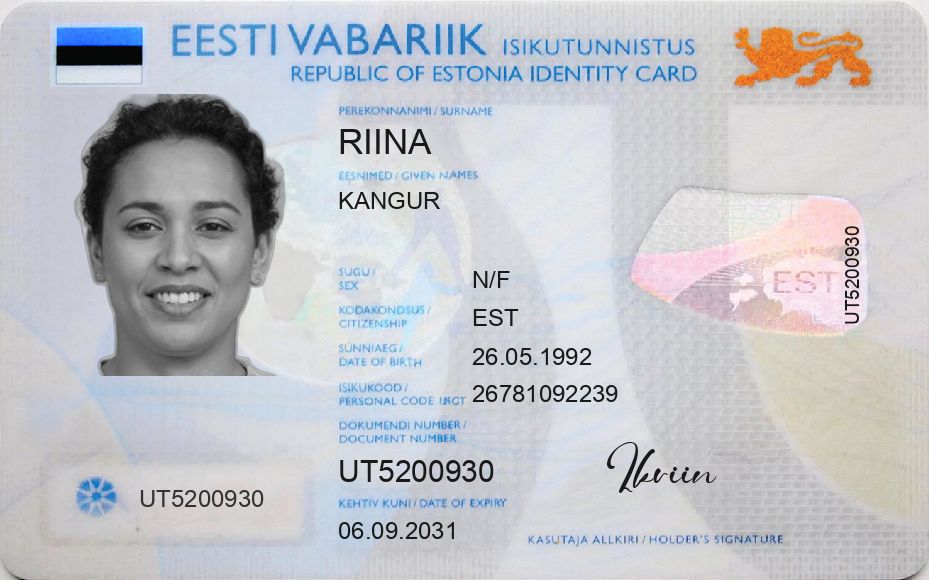 EESTI VABARIIK ISIKUTUNNISTUS
REPUBLIC OF ESTONIA IDENTITY CARD
PEREKONNANIMI / SURNAME
RIINA
EESNIMED / GIVEN NAMES
KANGUR
SUGU /
SEX
N/F
KODAKONDSUS /
CITIZENSHIP
EST
SÜNNIAEG /
DATE OF BIRTH
26.05.1992
ISIKUKOOD /
PERSONAL CODE
26781092239
DOKUMENDI NUMBER /
DOCUMENT NUMBER
UT5200930
KEHTIV KUNI / DATE OF EXPIRY
06.09.2031
UT5200930
EST
UT5200930
KASUTAJA ALLKIRI / HOLDER'S SIGNATURE